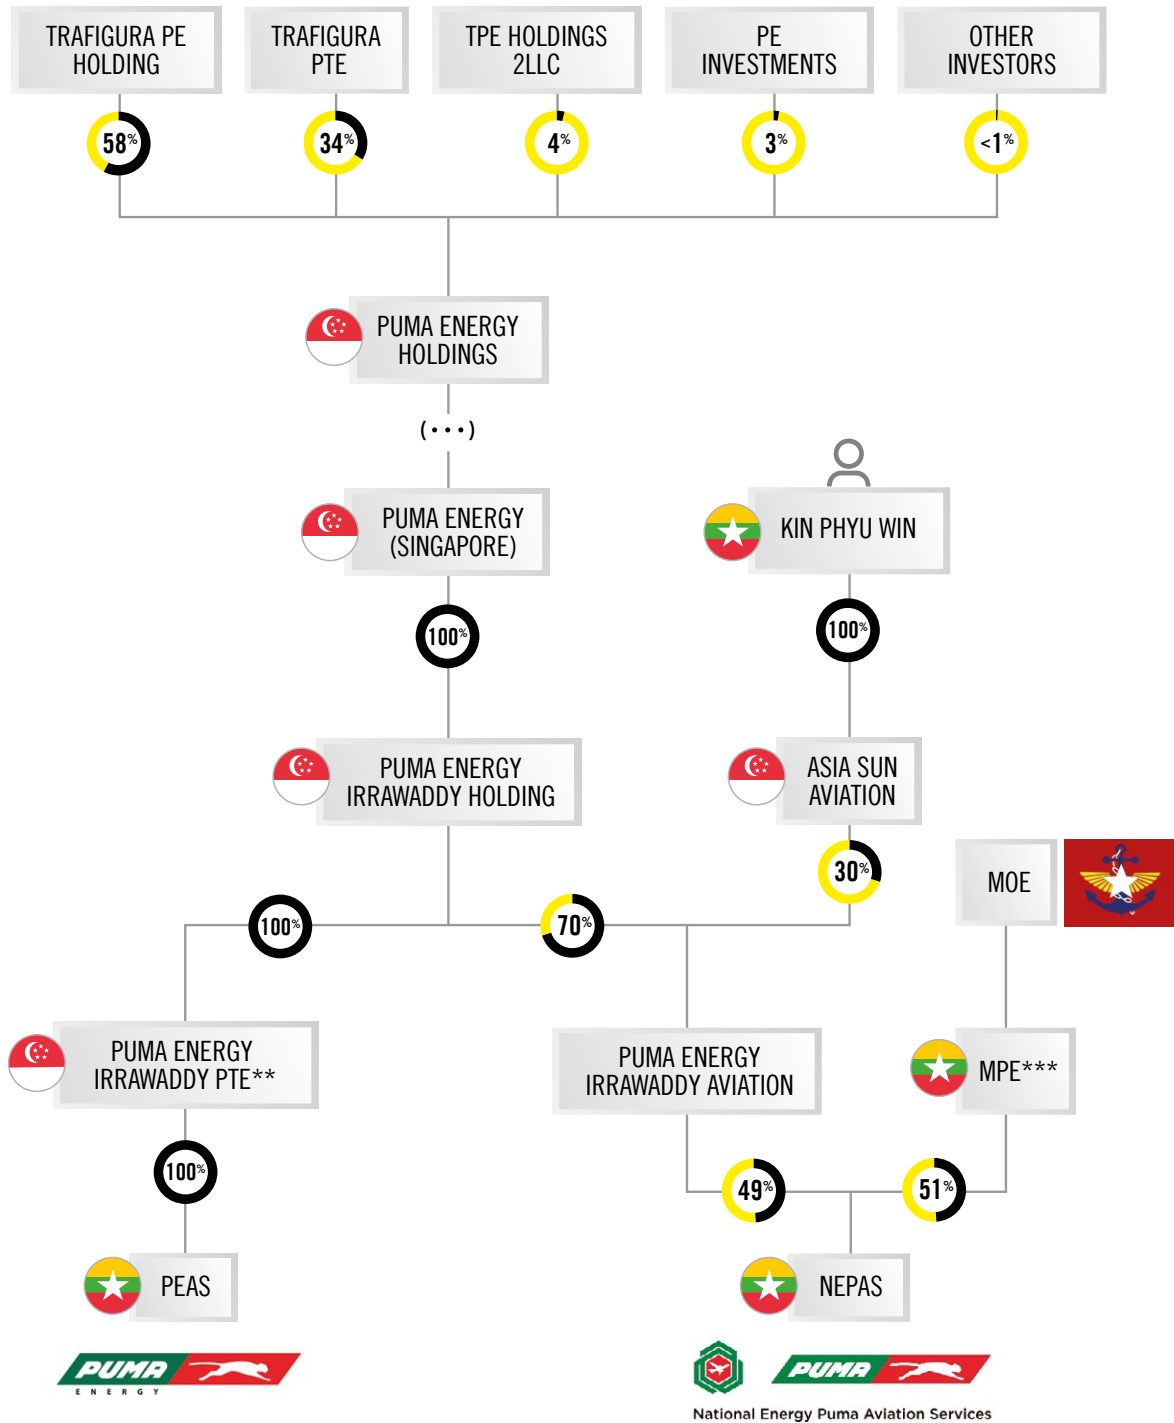 TRAFIGURA PE
HOLDING
TRAFIGURA
PTE
TPE HOLDINGS
2LLC
PE
INVESTMENTS
OTHER
INVESTORS
58%
34%
4%
3%
<1%
PUMA ENERGY
HOLDINGS
(···)
PUMA ENERGY
(SINGAPORE)
KIN PHYU WIN
100%
100%
PUMA ENERGY
IRRAWADDY HOLDING
ASIA SUN
AVIATION
30%
MOE
100%
70%
PUMA ENERGY
IRRAWADDY PTE**
PUMA ENERGY
IRRAWADDY AVIATION
MPE***
100%
49%
51%
PEAS
NEPAS
PUMA
ENERGY
PUMA
National Energy Puma Aviation Services